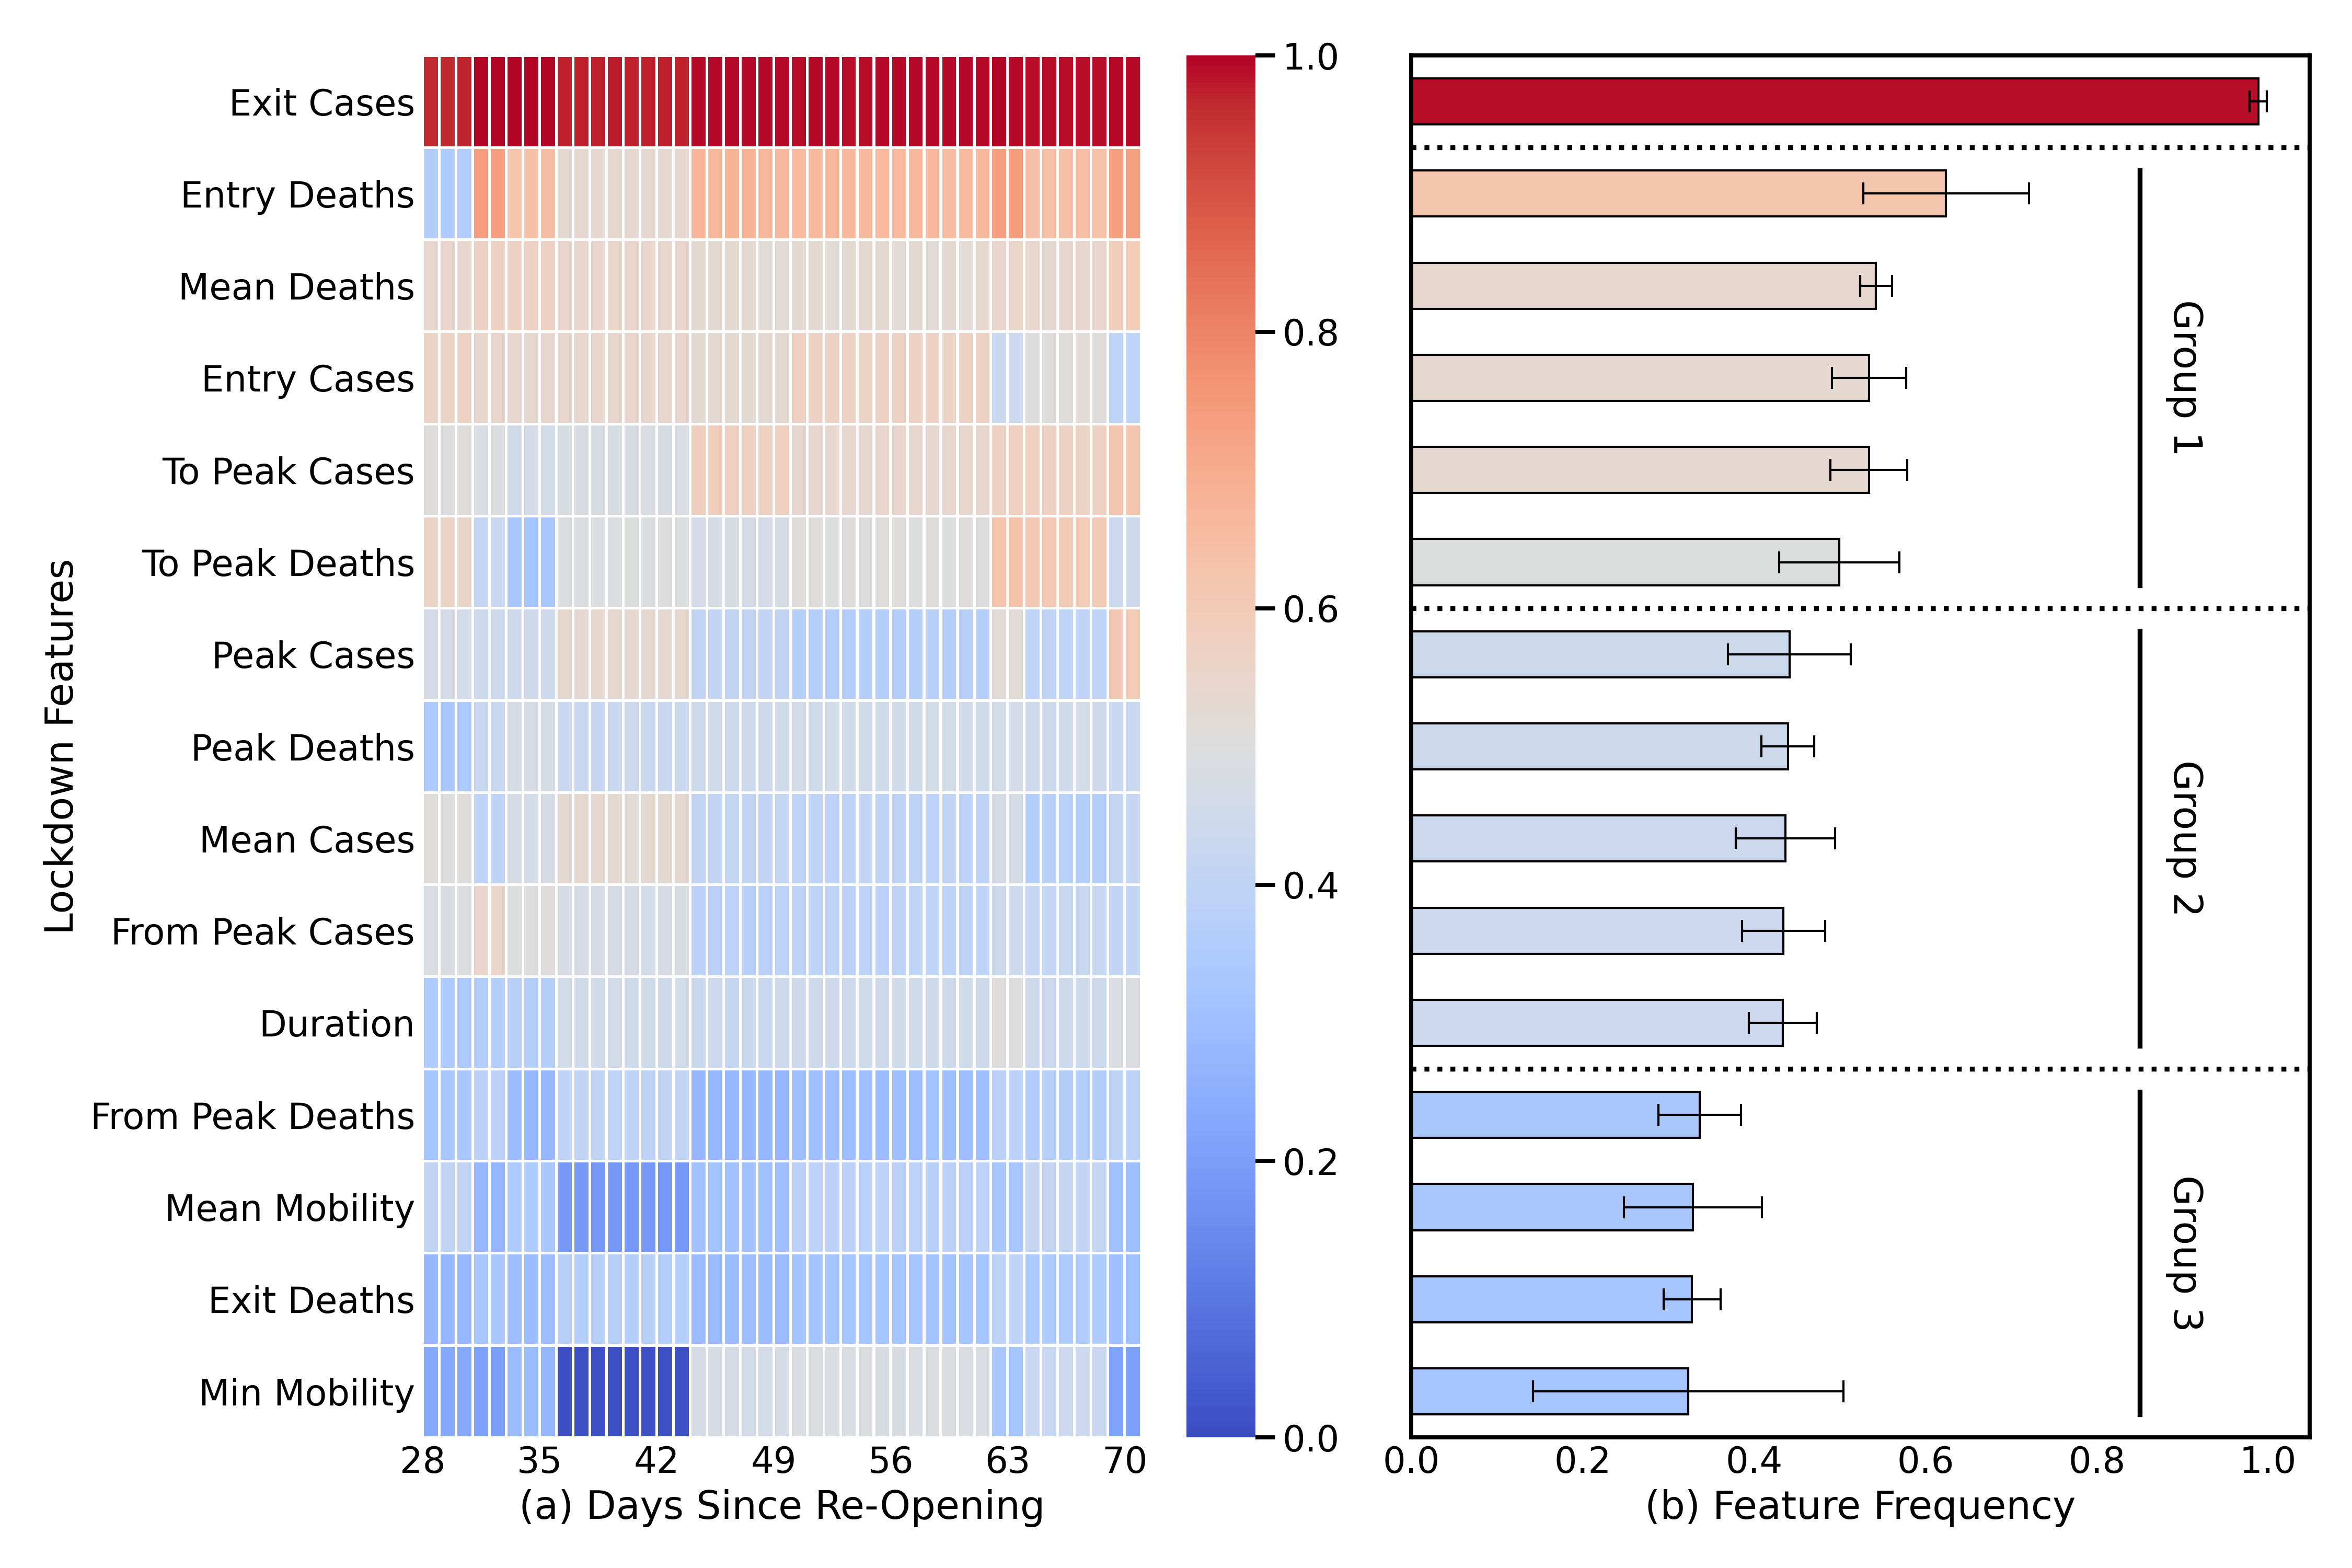 Lockdown Features
Exit Cases
Entry Deaths
Mean Deaths
Entry Cases
To Peak Cases
To Peak Deaths
Peak Cases
Peak Deaths
Mean Cases
From Peak Cases
Duration
From Peak Deaths
Mean Mobility
Exit Deaths
Min Mobility
28 35 42 49 56 63 70
(a) Days Since Re-Opening
1.0
0.8
0.6
0.4
0.2
0.0
Group 1
Group 2
Group 3
0.0 0.2 0.4 0.6 0.8 1.0
(b) Feature Frequency